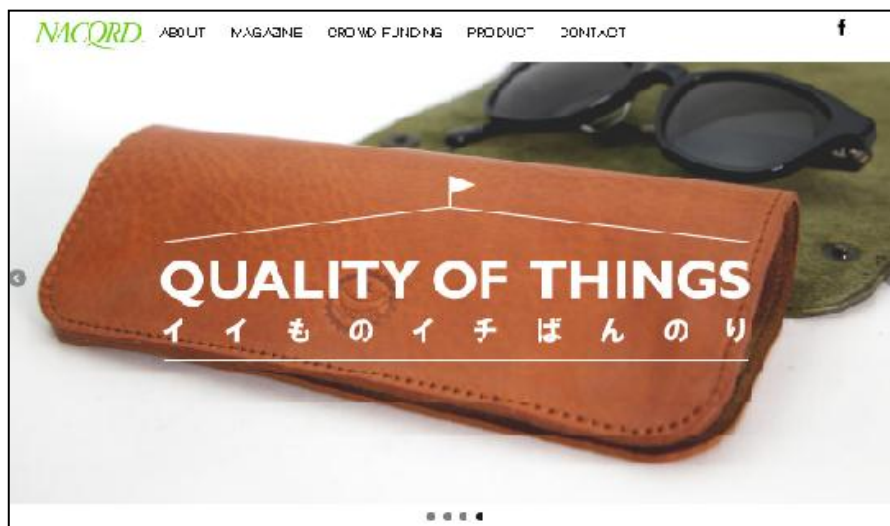 NACQRD
ABOUT MAGAZINE CROWD FUNDING PRODUCT CONTACT
f
QUALITY OF THINGS
イイものイチばんのり